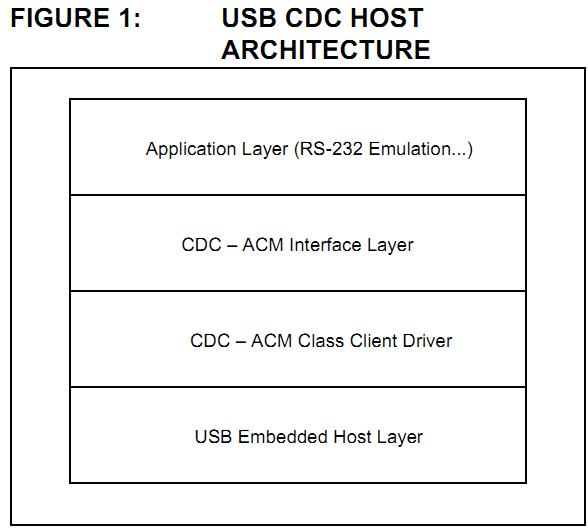 FIGURE 1: USB CDC HOST
ARCHITECTURE
Application Layer (RS-232 Emulation...)
CDC – ACM Interface Layer
CDC – ACM Class Client Driver
USB Embedded Host Layer